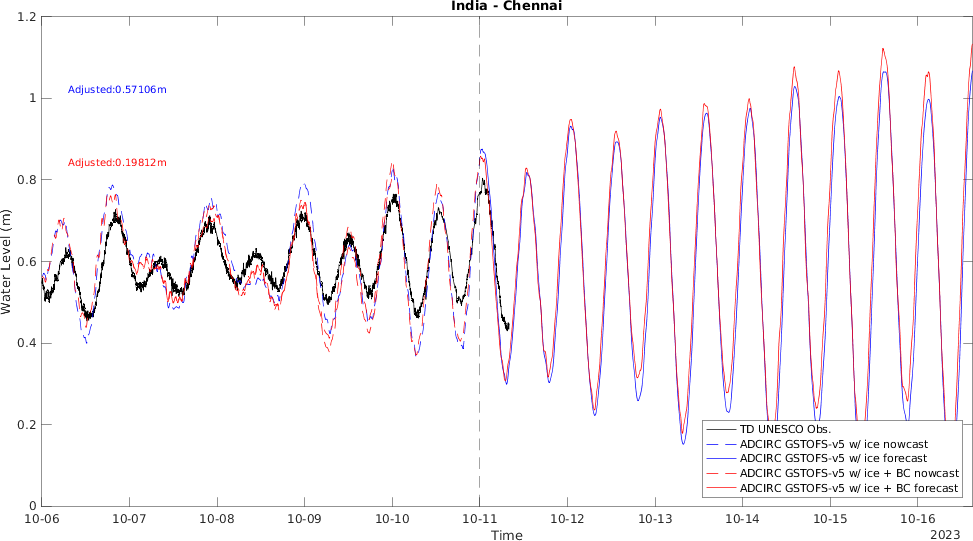 India - Chennai
1.2
1
0.8
0.6
0.4
0.2
0
Water Level (m)
Adjusted:0.57106m
Adjusted:0.19812m
TD UNESCO Obs.
ADCIRC GSTOFS-v5 w/ ice nowcast
ADCIRC GSTOFS-v5 w/ ice forecast
ADCIRC GSTOFS-v5 w/ ice + BC nowcast
ADCIRC GSTOFS-v5 w/ ice + BC forecast
10-06 10-07 10-08 10-09 10-10 10-11 10-12 10-13 10-14 10-15 10-16
Time
2023